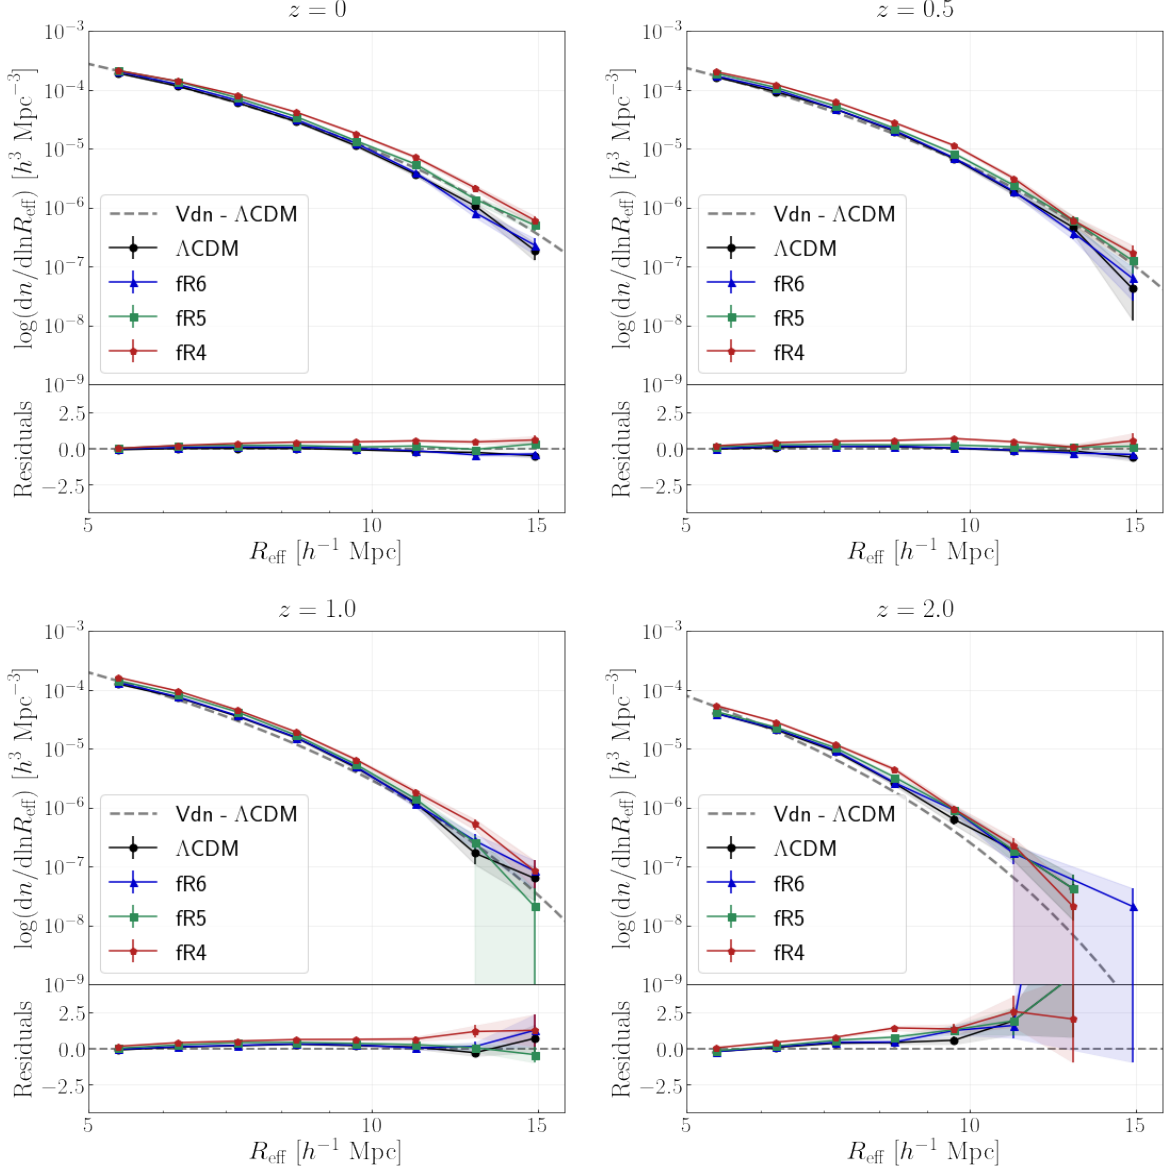 z = 0
10⁻³
10⁻⁴
10⁻⁵
10⁻⁶
10⁻⁷
10⁻⁸
10⁻⁹
log(dn/dlnR_eff) [h³ Mpc⁻³]
Vdn - ΛCDM
ΛCDM
fR6
fR5
fR4
Residuals
2.5
0.0
−2.5
5
10
15
R_eff [h⁻¹ Mpc]
z = 0.5
10⁻³
10⁻⁴
10⁻⁵
10⁻⁶
10⁻⁷
10⁻⁸
10⁻⁹
log(dn/dlnR_eff) [h³ Mpc⁻³]
Vdn - ΛCDM
ΛCDM
fR6
fR5
fR4
Residuals
2.5
0.0
−2.5
5
10
15
R_eff [h⁻¹ Mpc]
z = 1.0
10⁻³
10⁻⁴
10⁻⁵
10⁻⁶
10⁻⁷
10⁻⁸
10⁻⁹
log(dn/dlnR_eff) [h³ Mpc⁻³]
Vdn - ΛCDM
ΛCDM
fR6
fR5
fR4
Residuals
2.5
0.0
−2.5
5
10
15
R_eff [h⁻¹ Mpc]
z = 2.0
10⁻³
10⁻⁴
10⁻⁵
10⁻⁶
10⁻⁷
10⁻⁸
10⁻⁹
log(dn/dlnR_eff) [h³ Mpc⁻³]
Vdn - ΛCDM
ΛCDM
fR6
fR5
fR4
Residuals
2.5
0.0
−2.5
5
10
15
R_eff [h⁻¹ Mpc]